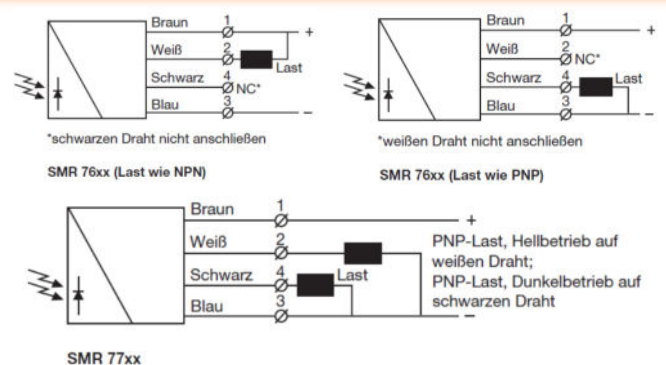 Braun 1 +
Weiß 2
Last
Schwarz 4 NC*
Blau 3 –
*schwarzen Draht nicht anschließen
SMR 76xx (Last wie NPN)
Braun 1 +
Weiß 2 NC*
Schwarz 4 Last
Blau 3 –
*weißen Draht nicht anschließen
SMR 76xx (Last wie PNP)
Braun 1 +
Weiß 2
Schwarz 4 Last
Blau 3 –
PNP-Last, Hellbetrieb auf
weißen Draht;
PNP-Last, Dunkelbetrieb auf
schwarzen Draht
SMR 77xx